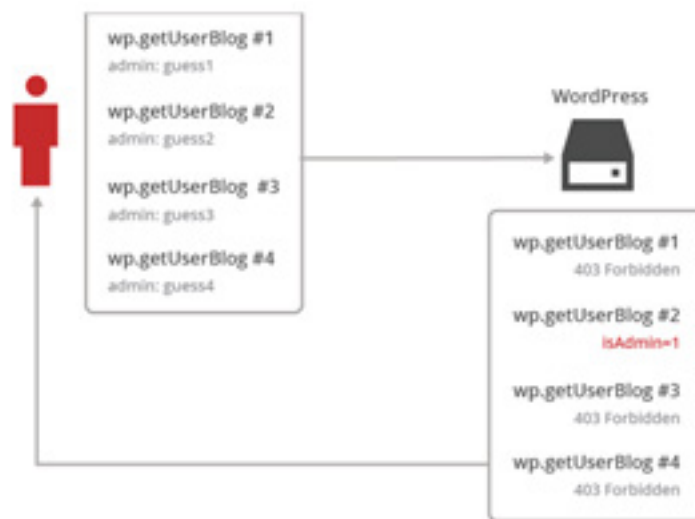 wp.getUserBlog #1
admin: guess1
wp.getUserBlog #2
admin: guess2
wp.getUserBlog #3
admin: guess3
wp.getUserBlog #4
admin: guess4
WordPress
wp.getUserBlog #1
403 Forbidden
wp.getUserBlog #2
isAdmin=1
wp.getUserBlog #3
403 Forbidden
wp.getUserBlog #4
403 Forbidden